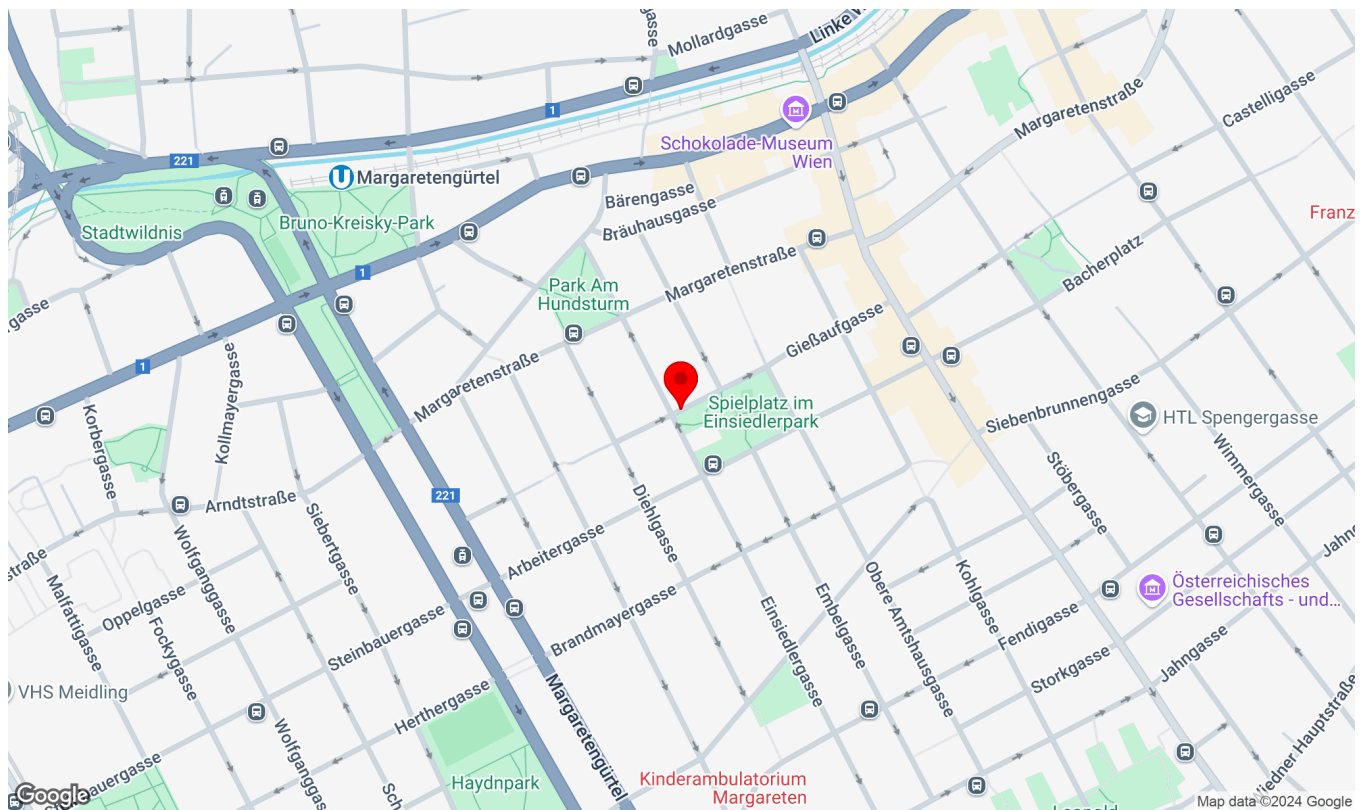 Mollardgasse
Linke
1
221
Schokolade-Museum
Wien
Margaretenstraße
Castelligasse
U Margaretengürtel
Bärengasse
Bräuhausgasse
Stadtwildnis
Bruno-Kreisky-Park
Franz
Bacherplatz
1
Park Am
Hundsturm
Margaretenstraße
Gießaufgasse
1
Kollmayergasse
Margaretenstraße
Korbergasse
Spielplatz im
Einsiedlerpark
Siebenbrunnengasse
HTL Spengergasse
Wimmergasse
Stöbergasse
221
Arndtstraße
Siebertgasse
Diehlgasse
Arbeitergasse
Wolfganggasse
Malfattigasse
Oppelgasse
Fockygasse
Steinbauergasse
Brandmayergasse
Einsiedlergasse
Embelgasse
Obere Amtshausgasse
Kohlgasse
Fendigasse
Storkgasse
Jahngasse
Österreichisches
Gesellschafts - und...
VHS Meidling
Herthergasse
Margaretengürtel
Wolfgangg
Haydnpark
Kinderambulatorium
Margareten
Google
Map data ©2024 Google